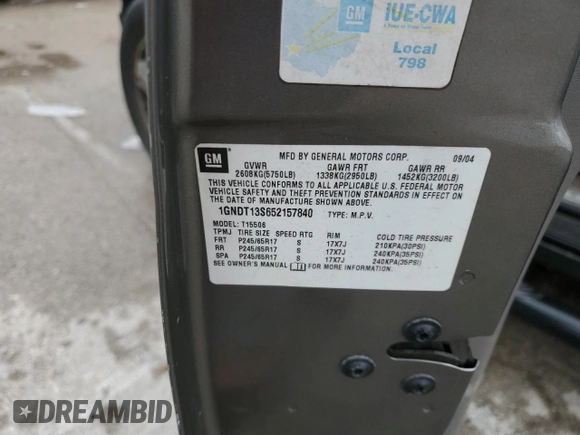 GM
IUE-CWA
Local
798
GM
MFD BY GENERAL MOTORS CORP. 09/04
GVWR GAWR FRT GAWR RR
2608KG(5750LB) 1338KG(2950LB) 1452KG(3200LB)
THIS VEHICLE CONFORMS TO ALL APPLICABLE U.S. FEDERAL MOTOR
VEHICLE SAFETY AND THEFT PREVENTION STANDARDS IN EFFECT ON
THE DATE OF MANUFACTURE SHOWN ABOVE.
1GNDT13S652157840 TYPE: M.P.V.
MODEL: T15506
TPMJ TIRE SIZE SPEED RTG RIM COLD TIRE PRESSURE
FRT P245/65R17 S 17X7J 210KPA(30PSI)
RR P245/65R17 S 17X7J 240KPA(35PSI)
SPA P245/65R17 S 17X7J 240KPA(35PSI)
SEE OWNER'S MANUAL FOR MORE INFORMATION.
DREAMBID